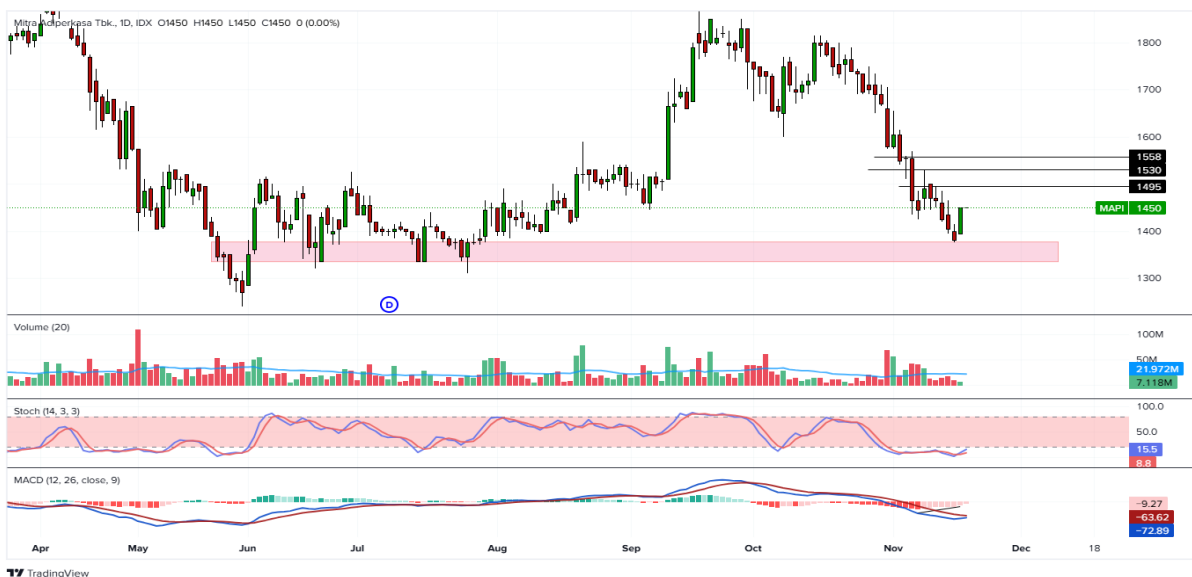 Mitra Adiperkasa Tbk., 1D, IDX O1450 H1450 L1450 C1450 0 (0.00%)
1800
1700
1600
1558
1530
1495
MAPI 1450
1400
1300
D
Volume (20)
100M
50M
21.972M
7.118M
Stoch (14, 3, 3)
100.0
50.0
15.5
8.8
MACD (12, 26, close, 9)
−9.27
−63.62
−72.89
Apr May Jun Jul Aug Sep Oct Nov Dec 18
TradingView